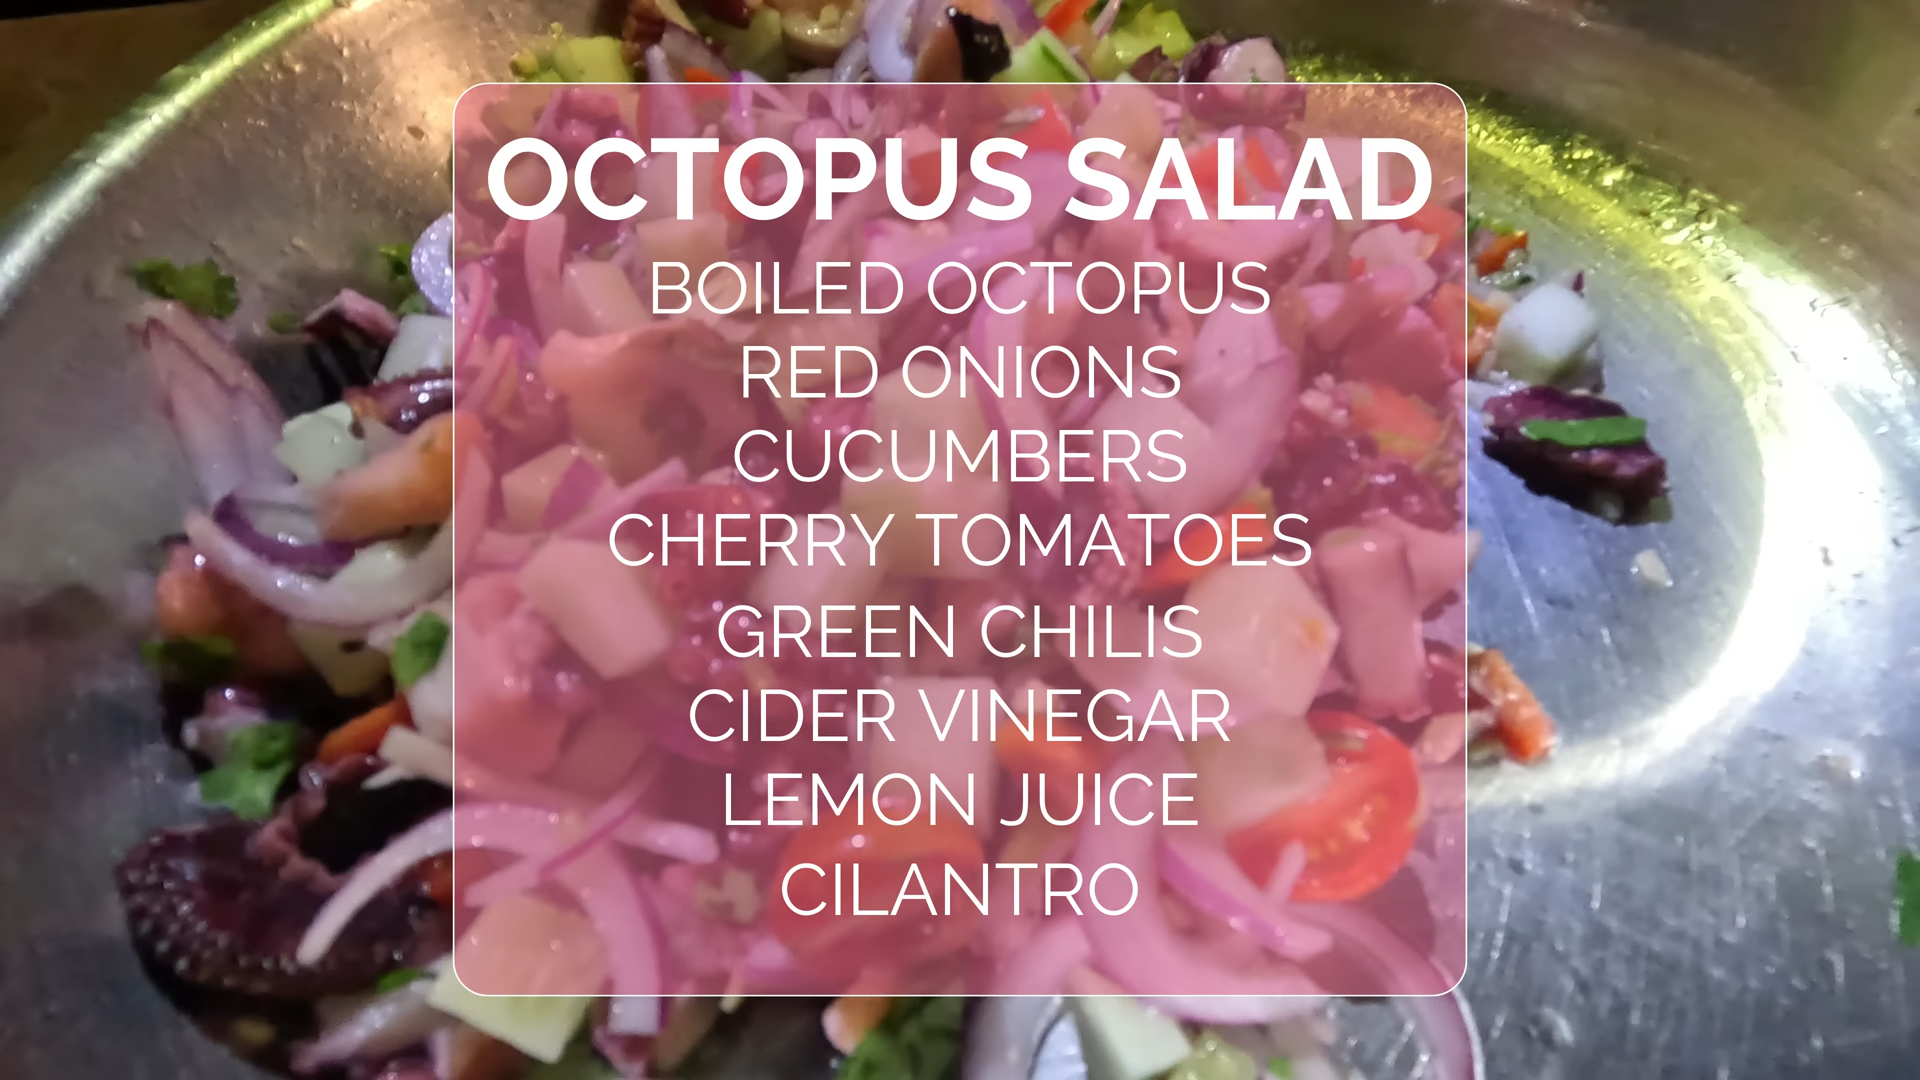 OCTOPUS SALAD
BOILED OCTOPUS
RED ONIONS
CUCUMBERS
CHERRY TOMATOES
GREEN CHILIS
CIDER VINEGAR
LEMON JUICE
CILANTRO